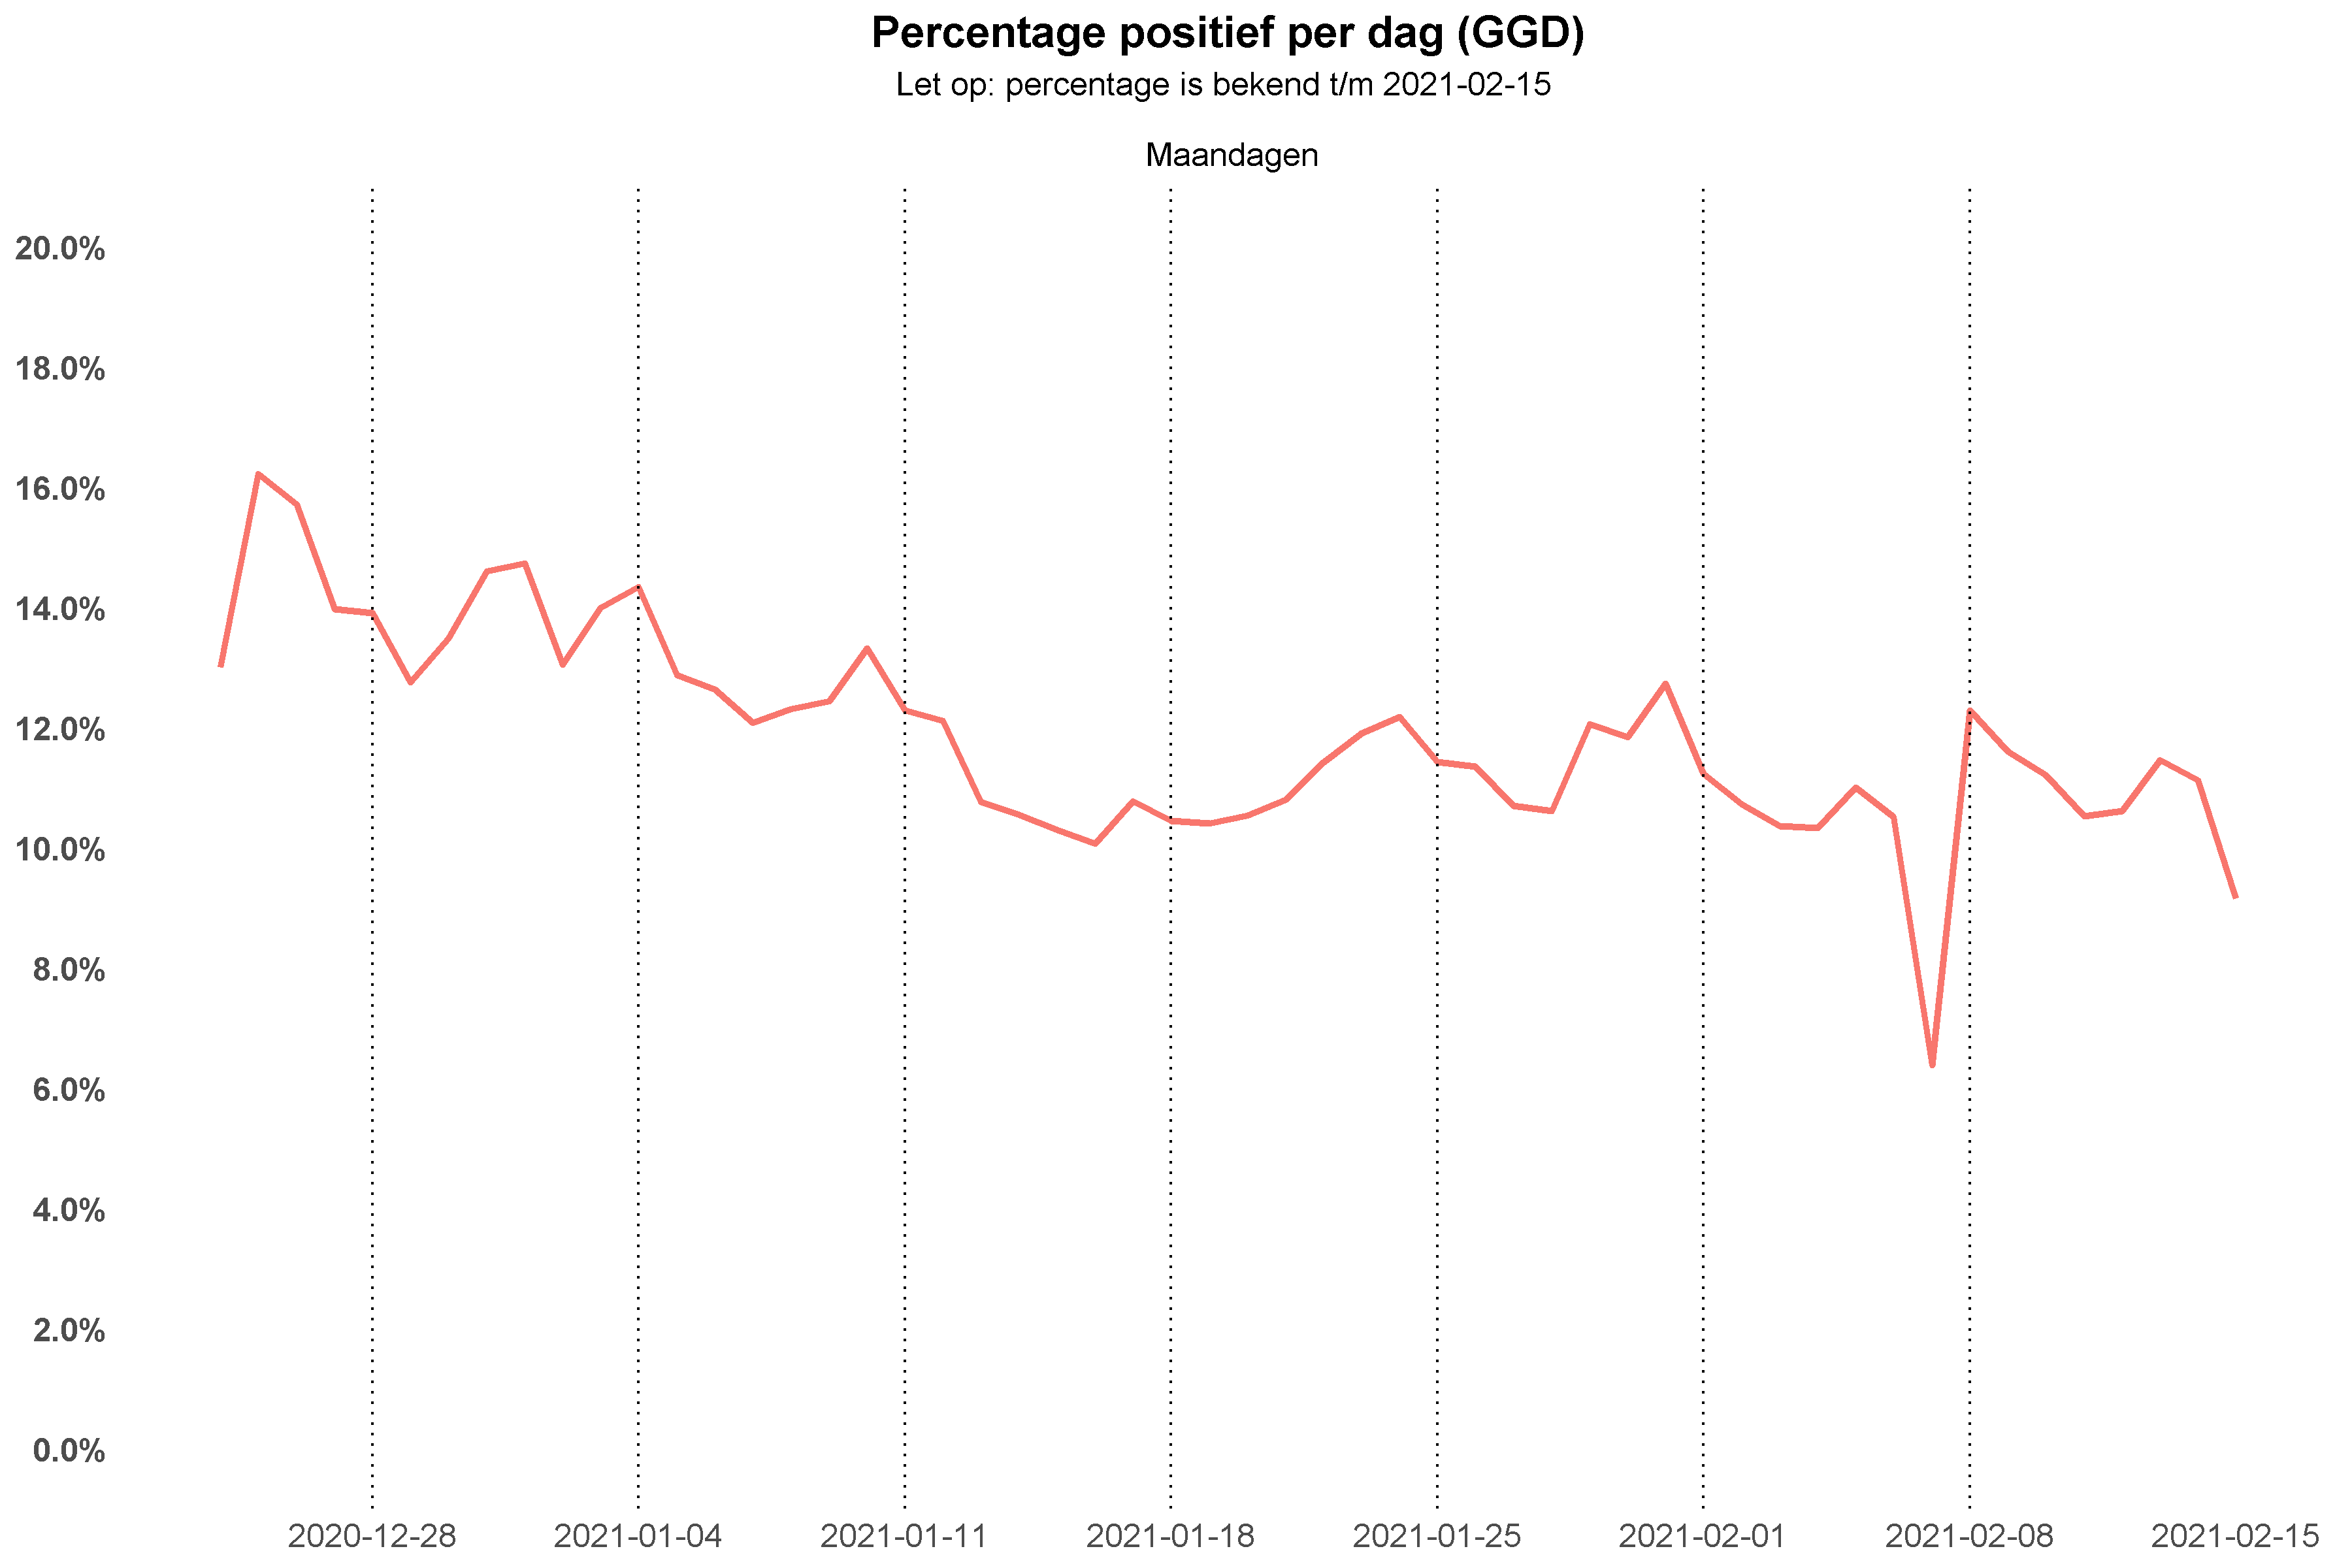 Percentage positief per dag (GGD)
Let op: percentage is bekend t/m 2021-02-15
Maandagen
20.0%
18.0%
16.0%
14.0%
12.0%
10.0%
8.0%
6.0%
4.0%
2.0%
0.0%
2020-12-28 2021-01-04 2021-01-11 2021-01-18 2021-01-25 2021-02-01 2021-02-08 2021-02-15